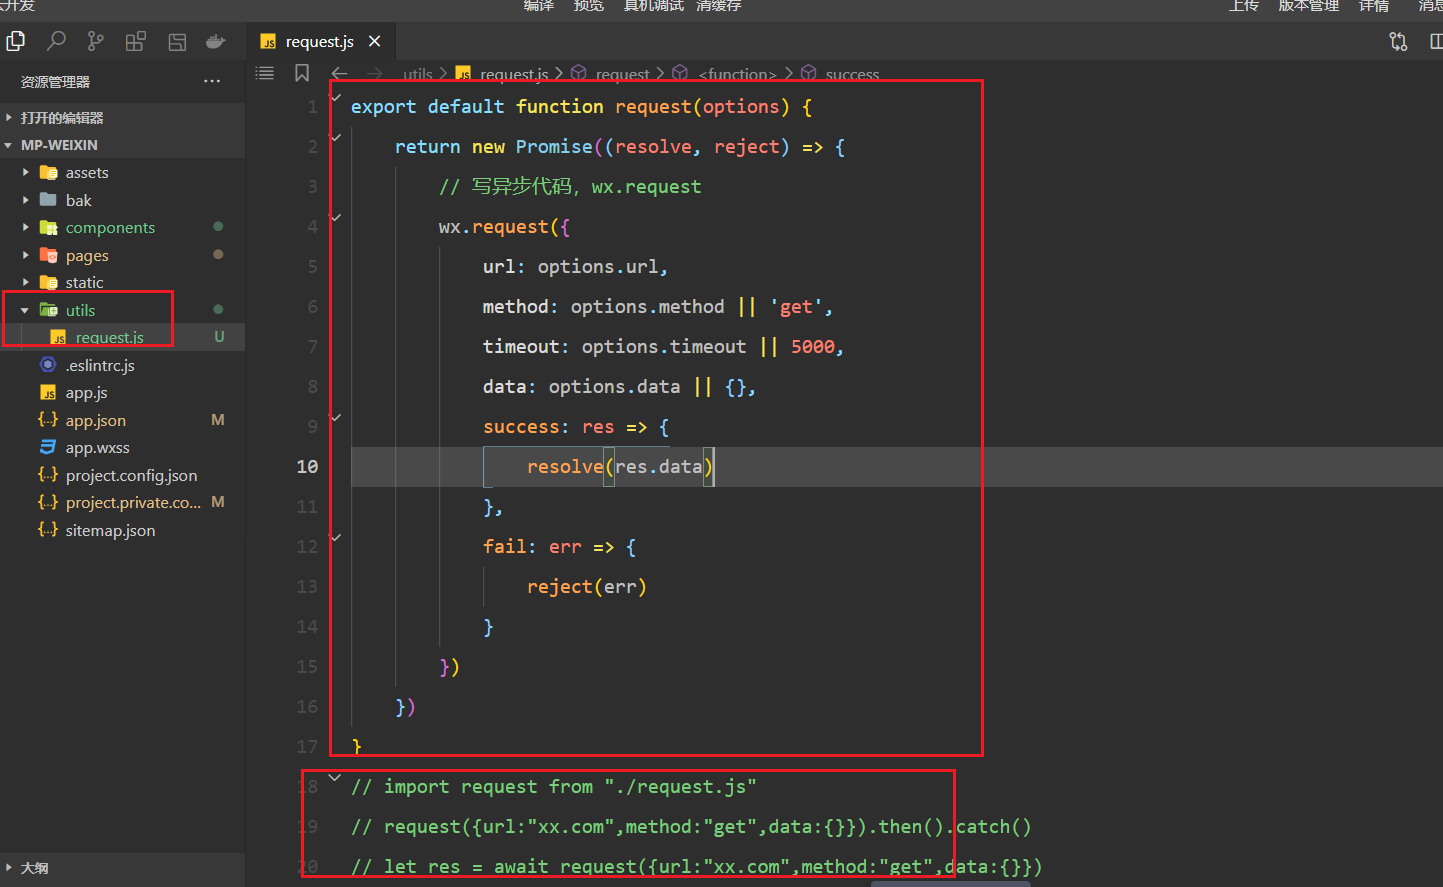 云开发 编译 预览 真机调试 清缓存 上传 版本管理 详情 消息
JS request.js
资源管理器 ...
utils > JS request.js > request > <function> > success
打开的编辑器
MP-WEIXIN
assets
bak
components
pages
static
utils
JS request.js U
.eslintrc.js
JS app.js
{..} app.json M
app.wxss
{..} project.config.json
{..} project.private.co... M
{..} sitemap.json
大纲
1 export default function request(options) {
2 return new Promise((resolve, reject) => {
3 // 写异步代码，wx.request
4 wx.request({
5 url: options.url,
6 method: options.method || 'get',
7 timeout: options.timeout || 5000,
8 data: options.data || {},
9 success: res => {
10 resolve(res.data)
11 },
12 fail: err => {
13 reject(err)
14 }
15 })
16 })
17 }
18 // import request from "./request.js"
19 // request({url:"xx.com",method:"get",data:{}}).then().catch()
20 // let res = await request({url:"xx.com",method:"get",data:{}})